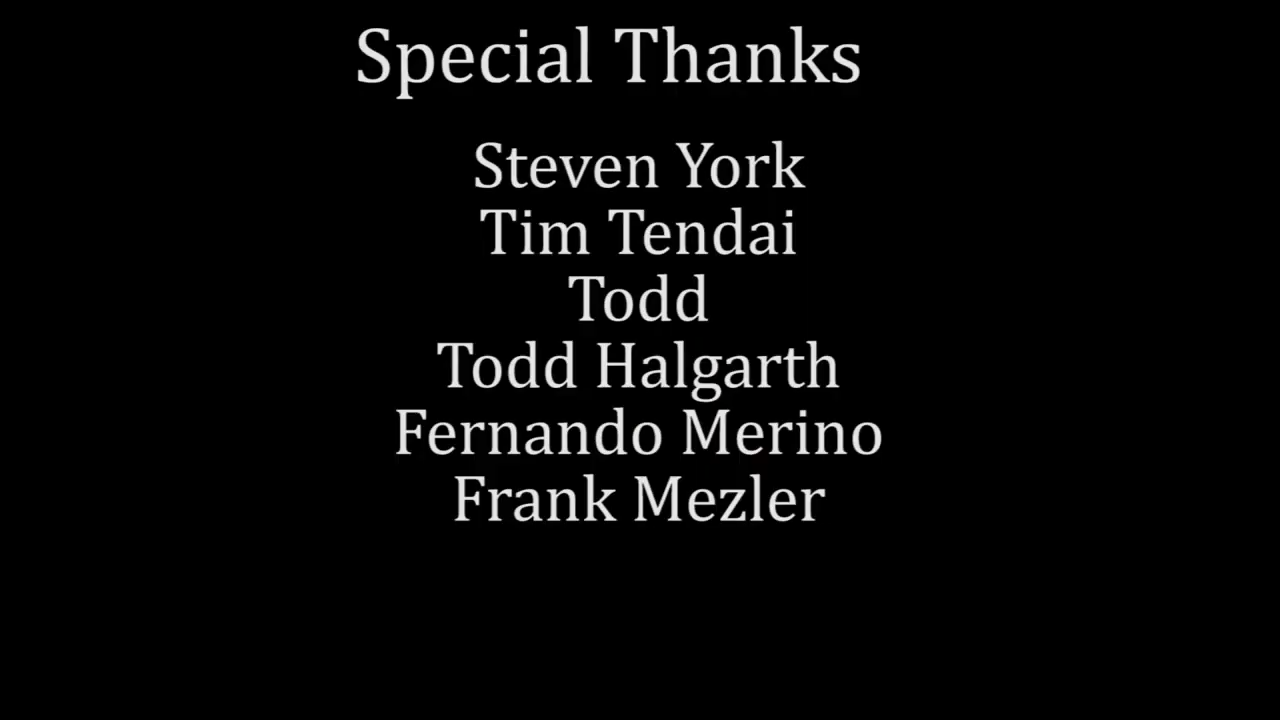 Special Thanks
Steven York
Tim Tendai
Todd
Todd Halgarth
Fernando Merino
Frank Mezler